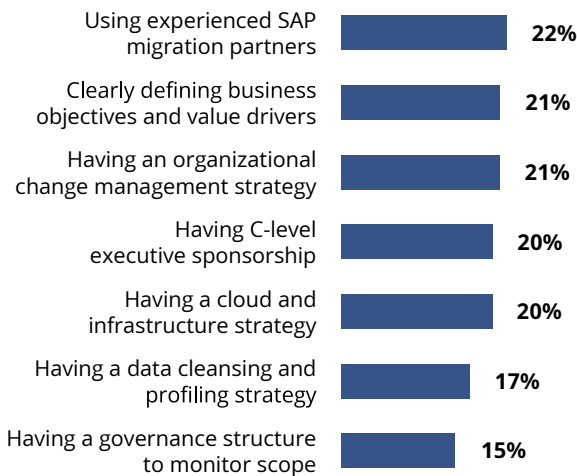 Using experienced SAP
migration partners
22%
Clearly defining business
objectives and value drivers
21%
Having an organizational
change management strategy
21%
Having C-level
executive sponsorship
20%
Having a cloud and
infrastructure strategy
20%
Having a data cleansing and
profiling strategy
17%
Having a governance structure
to monitor scope
15%